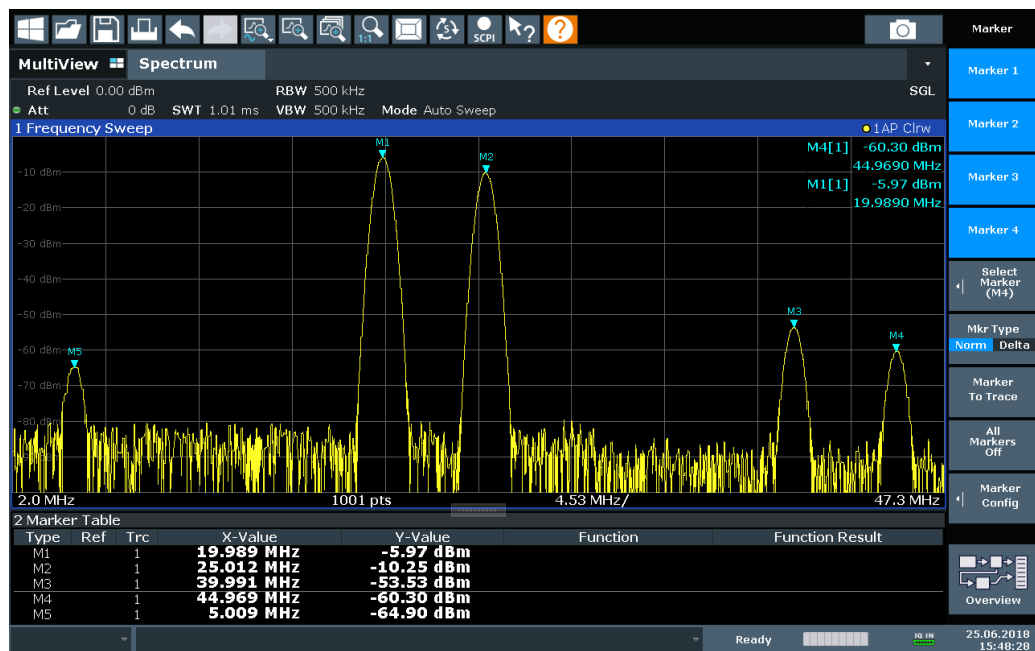 1:1
SCPI
?
Marker
MultiView Spectrum
Ref Level 0.00 dBm RBW 500 kHz SGL
Att 0 dB SWT 1.01 ms VBW 500 kHz Mode Auto Sweep
1 Frequency Sweep 1AP Clrw
M4[1] -60.30 dBm
44.9690 MHz
M1[1] -5.97 dBm
19.9890 MHz
M1
M2
M3
M4
M5
-10 dBm
-20 dBm
-30 dBm
-40 dBm
-50 dBm
-60 dBm
-70 dBm
-80 dBm
2.0 MHz 1001 pts 4.53 MHz/ 47.3 MHz
2 Marker Table
Type Ref Trc X-Value Y-Value Function Function Result
M1 1 19.989 MHz -5.97 dBm
M2 1 25.012 MHz -10.25 dBm
M3 1 39.991 MHz -53.53 dBm
M4 1 44.969 MHz -60.30 dBm
M5 1 5.009 MHz -64.90 dBm
Marker 1
Marker 2
Marker 3
Marker 4
Select
Marker
(M4)
Mkr Type
Norm Delta
Marker
To Trace
All
Markers
Off
Marker
Config
Overview
Ready
IQ IN
25.06.2018
15:48:28